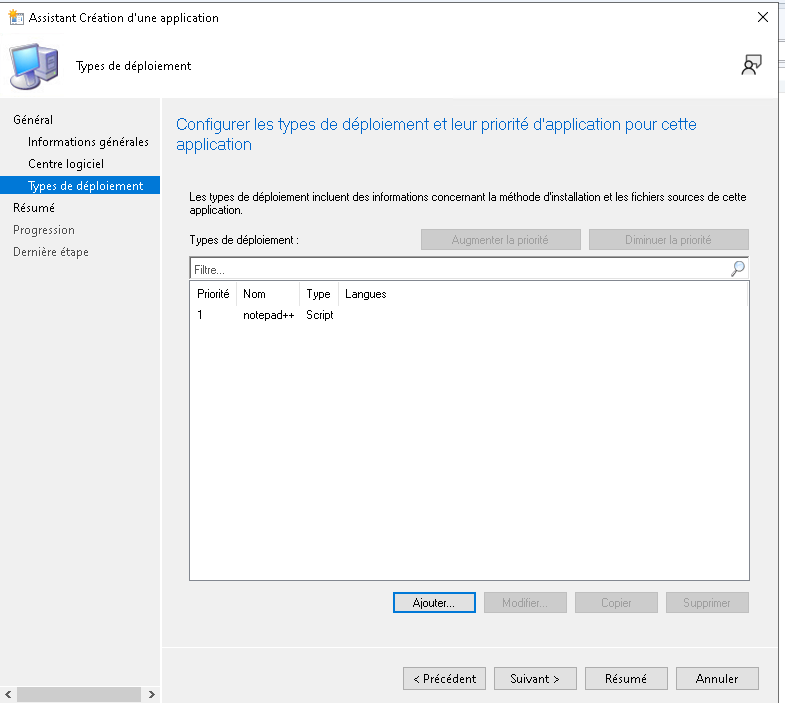 Assistant Création d'une application
Types de déploiement
Général
Informations générales
Centre logiciel
Types de déploiement
Résumé
Progression
Dernière étape
Configurer les types de déploiement et leur priorité d'application pour cette
application
Les types de déploiement incluent des informations concernant la méthode d'installation et les fichiers sources de cette
application.
Types de déploiement :
Augmenter la priorité
Diminuer la priorité
Filtre...
Priorité Nom Type Langues
1 notepad++ Script
Ajouter... Modifier... Copier Supprimer
< Précédent Suivant > Résumé Annuler